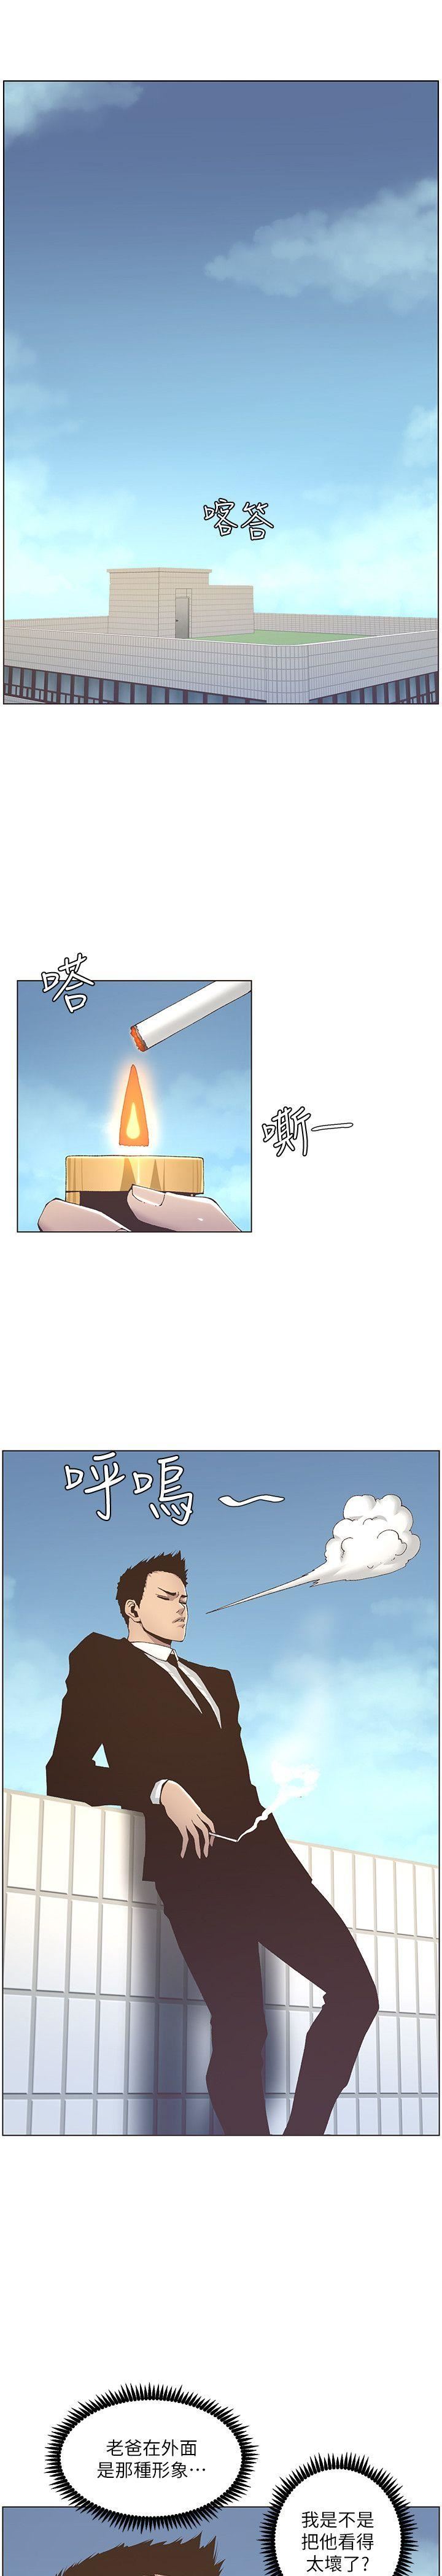 喀答
嗒
嘶一
呼嗚～
老爸在外面
是那種形象…
我是不是
把他看得
太壞了?